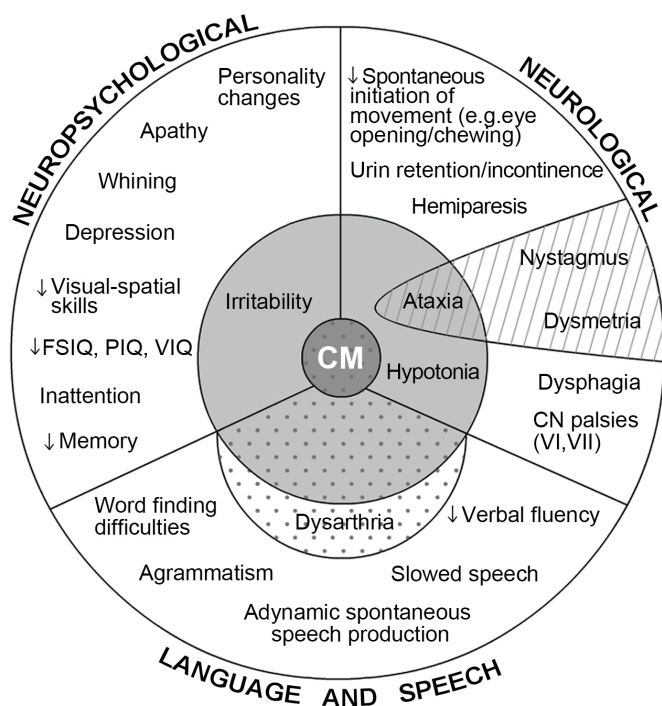 NEUROPSYCHOLOGICAL
Personality
changes
Apathy
Whining
Depression
↓Visual-spatial
skills
↓FSIQ, PIQ, VIQ
Inattention
↓Memory
Irritability
NEUROLOGICAL
↓Spontaneous
initiation of
movement (e.g.eye
opening/chewing)
Urin retention/incontinence
Hemiparesis
Nystagmus
Ataxia
Dysmetria
Hypotonia
Dysphagia
CN palsies
(VI,VII)
CM
Word finding
difficulties
Dysarthria
↓Verbal fluency
Agrammatism
Slowed speech
Adynamic spontaneous
speech production
LANGUAGE AND SPEECH